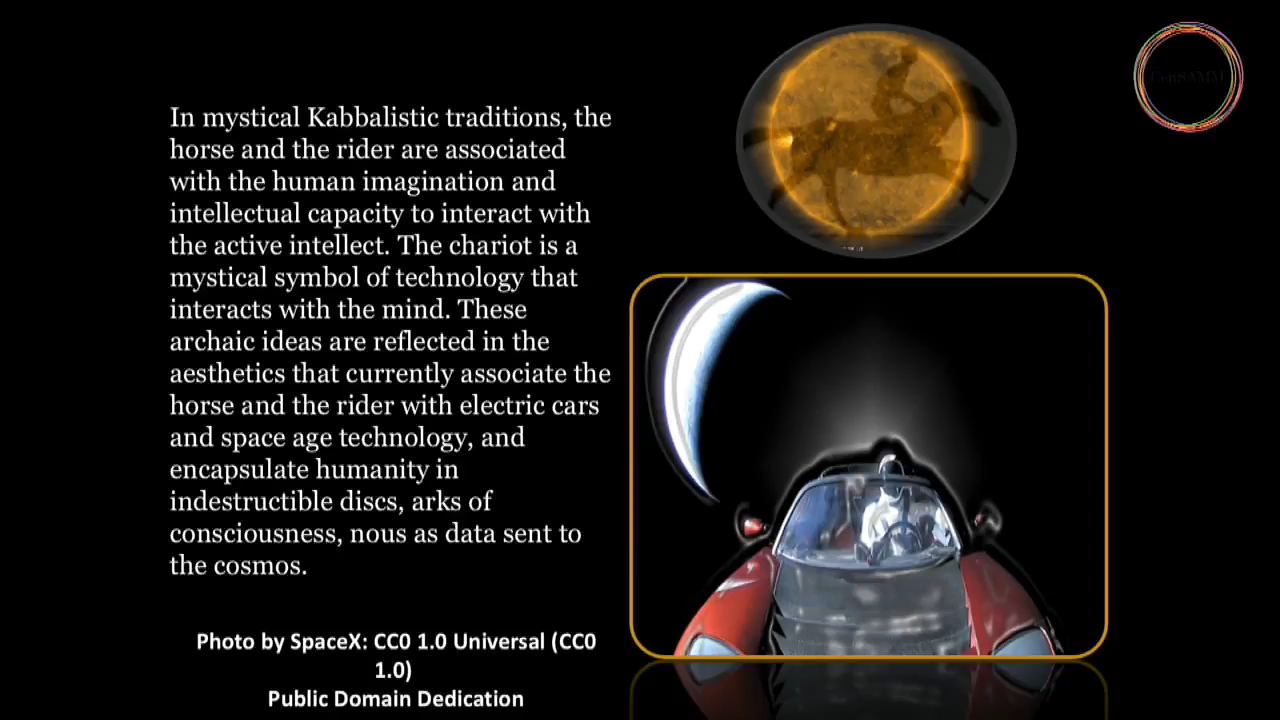 In mystical Kabbalistic traditions, the
horse and the rider are associated
with the human imagination and
intellectual capacity to interact with
the active intellect. The chariot is a
mystical symbol of technology that
interacts with the mind. These
archaic ideas are reflected in the
aesthetics that currently associate the
horse and the rider with electric cars
and space age technology, and
encapsulate humanity in
indestructible discs, arks of
consciousness, nous as data sent to
the cosmos.
Photo by SpaceX: CC0 1.0 Universal (CC0
1.0)
Public Domain Dedication
CenSAMM